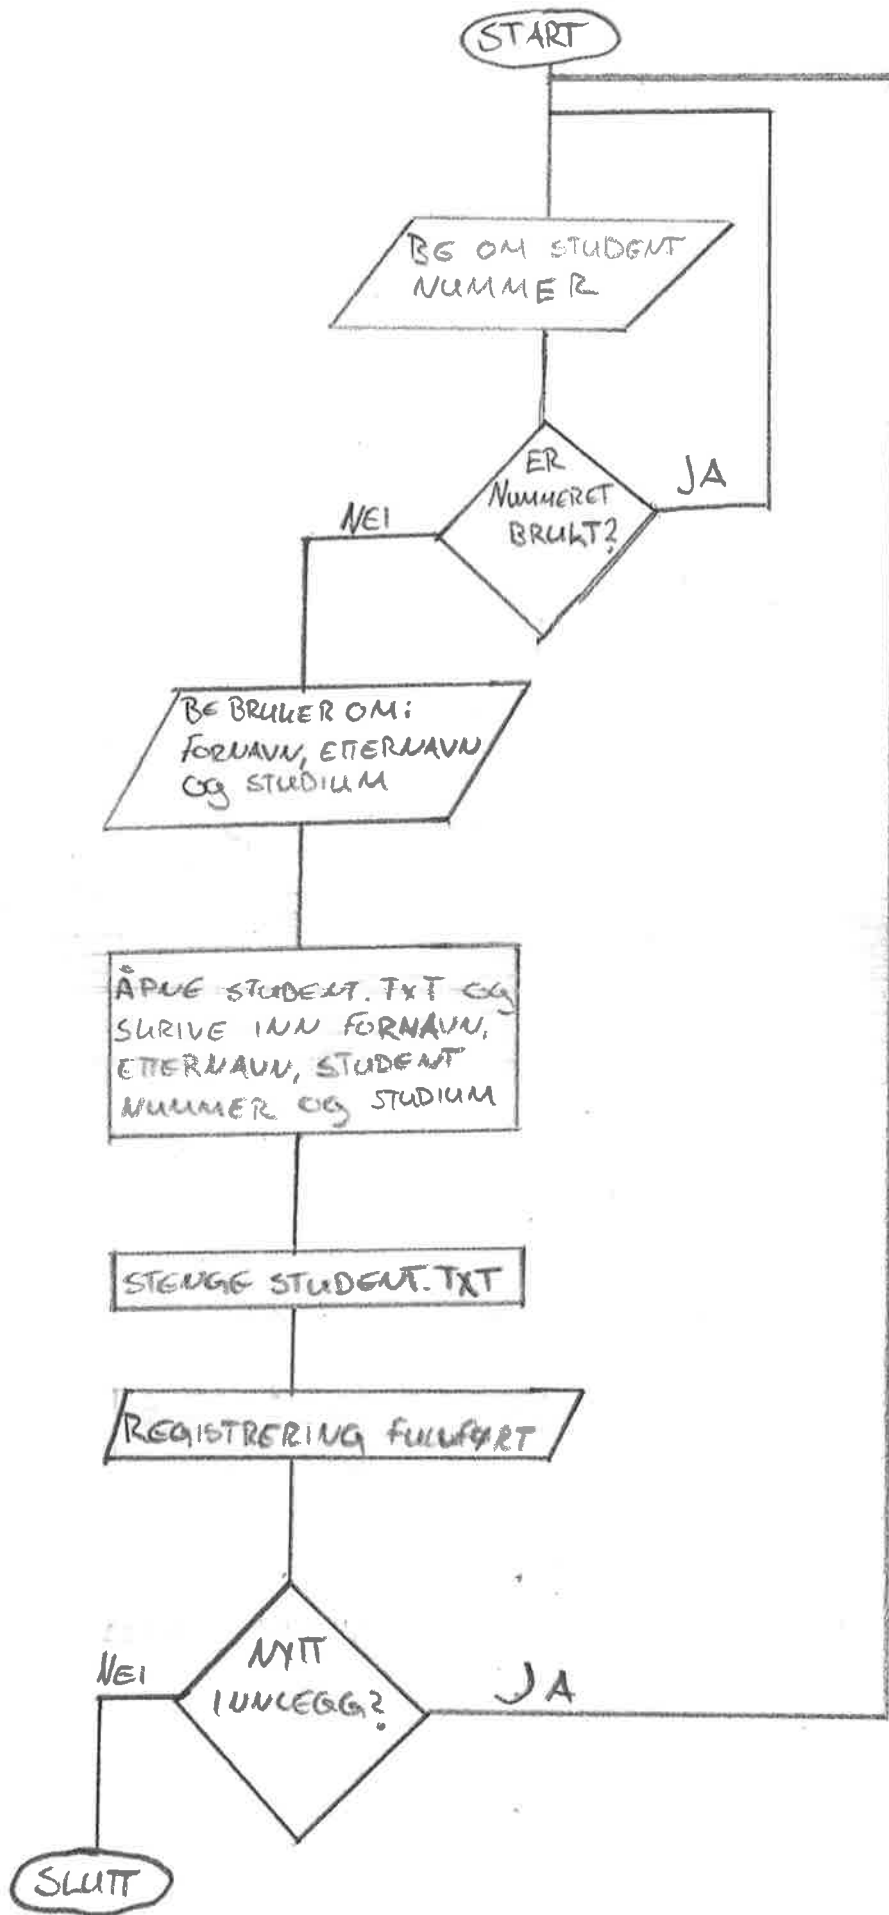 START
BE OM STUDENT
NUMMER
ER
NUMMERET
BRUKT?
JA
NEI
BE BRUKER OM:
FORNAVN, ETTERNAVN
Og STUDIUM
ÅPNE STUDENT.TXT Og
SKRIVE INN FORNAVN,
ETTERNAVN, STUDENT
NUMMER Og STUDIUM
STENGE STUDENT.TXT
REGISTRERING FULLFØRT
NYTT
INNLEGG?
NEI
JA
SLUTT